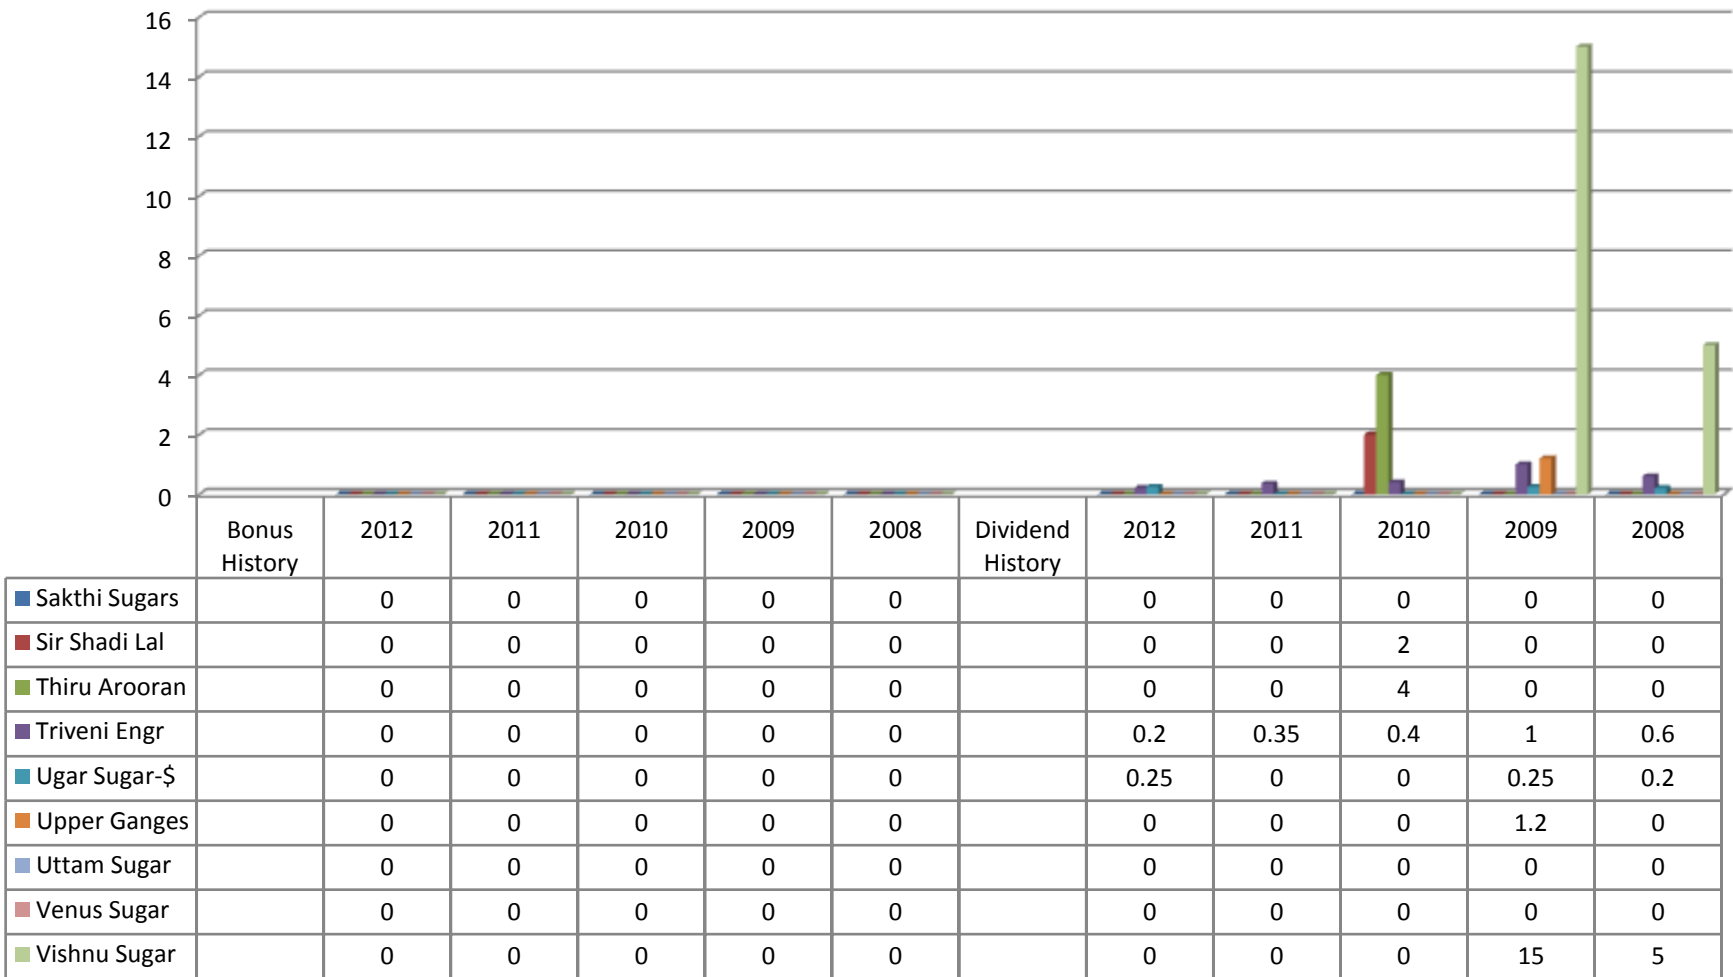 16
14
12
10
8
6
4
2
0
Bonus History 2012 2011 2010 2009 2008 Dividend History 2012 2011 2010 2009 2008
Sakthi Sugars 0 0 0 0 0 0 0 0 0 0
Sir Shadi Lal 0 0 0 0 0 0 0 2 0 0
Thiru Arooran 0 0 0 0 0 0 0 4 0 0
Triveni Engr 0 0 0 0 0 0.2 0.35 0.4 1 0.6
Ugar Sugar-$ 0 0 0 0 0 0.25 0 0 0.25 0.2
Upper Ganges 0 0 0 0 0 0 0 0 1.2 0
Uttam Sugar 0 0 0 0 0 0 0 0 0 0
Venus Sugar 0 0 0 0 0 0 0 0 0 0
Vishnu Sugar 0 0 0 0 0 0 0 0 15 5